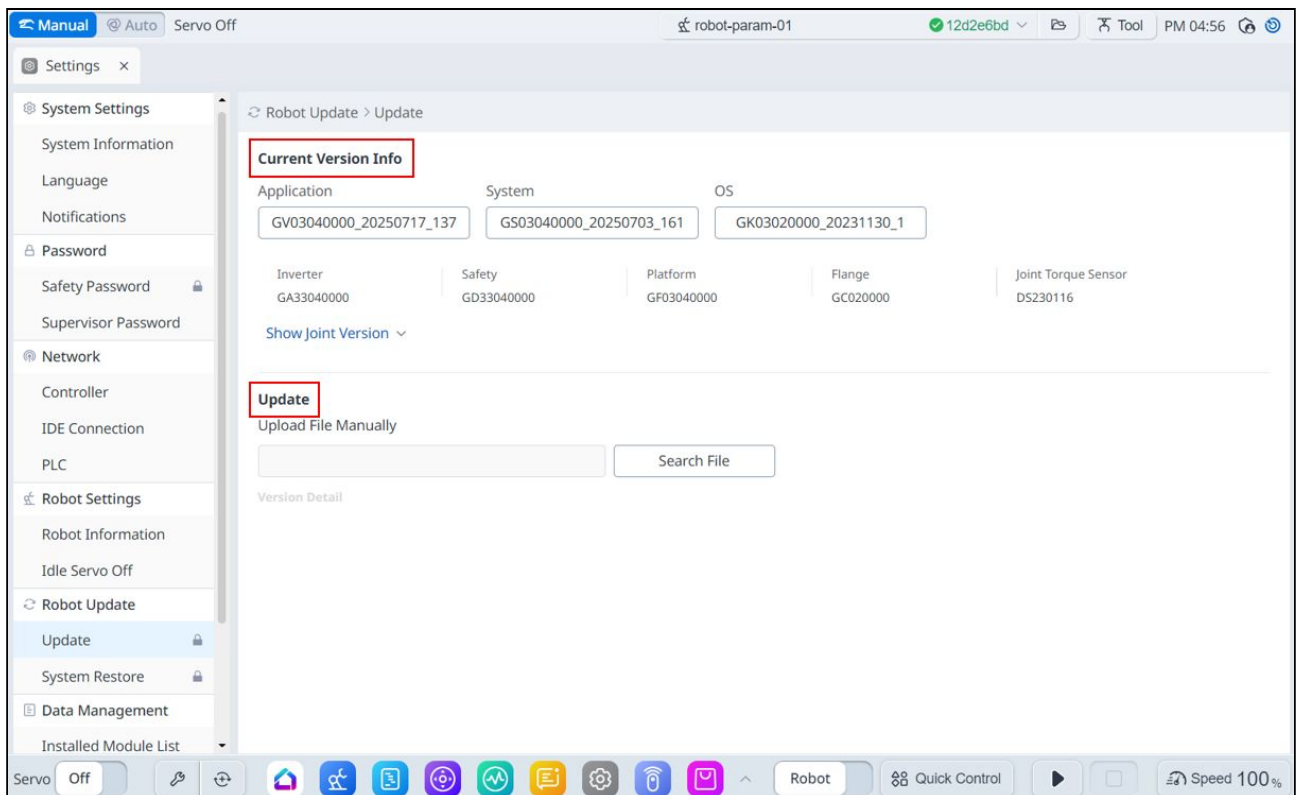 Manual Auto Servo Off robot-param-01 12d2e6bd Tool PM 04:56
Settings ×
System Settings
System Information
Language
Notifications
Password
Safety Password
Supervisor Password
Network
Controller
IDE Connection
PLC
Robot Settings
Robot Information
Idle Servo Off
Robot Update
Update
System Restore
Data Management
Installed Module List
Robot Update > Update
Current Version Info
Application System OS
GV03040000_20250717_137 GS03040000_20250703_161 GK03020000_20231130_1
Inverter Safety Platform Flange Joint Torque Sensor
GA33040000 GD33040000 GF03040000 GC020000 DS230116
Show Joint Version
Update
Upload File Manually
Search File
Version Detail
Servo Off Robot Quick Control Speed 100%